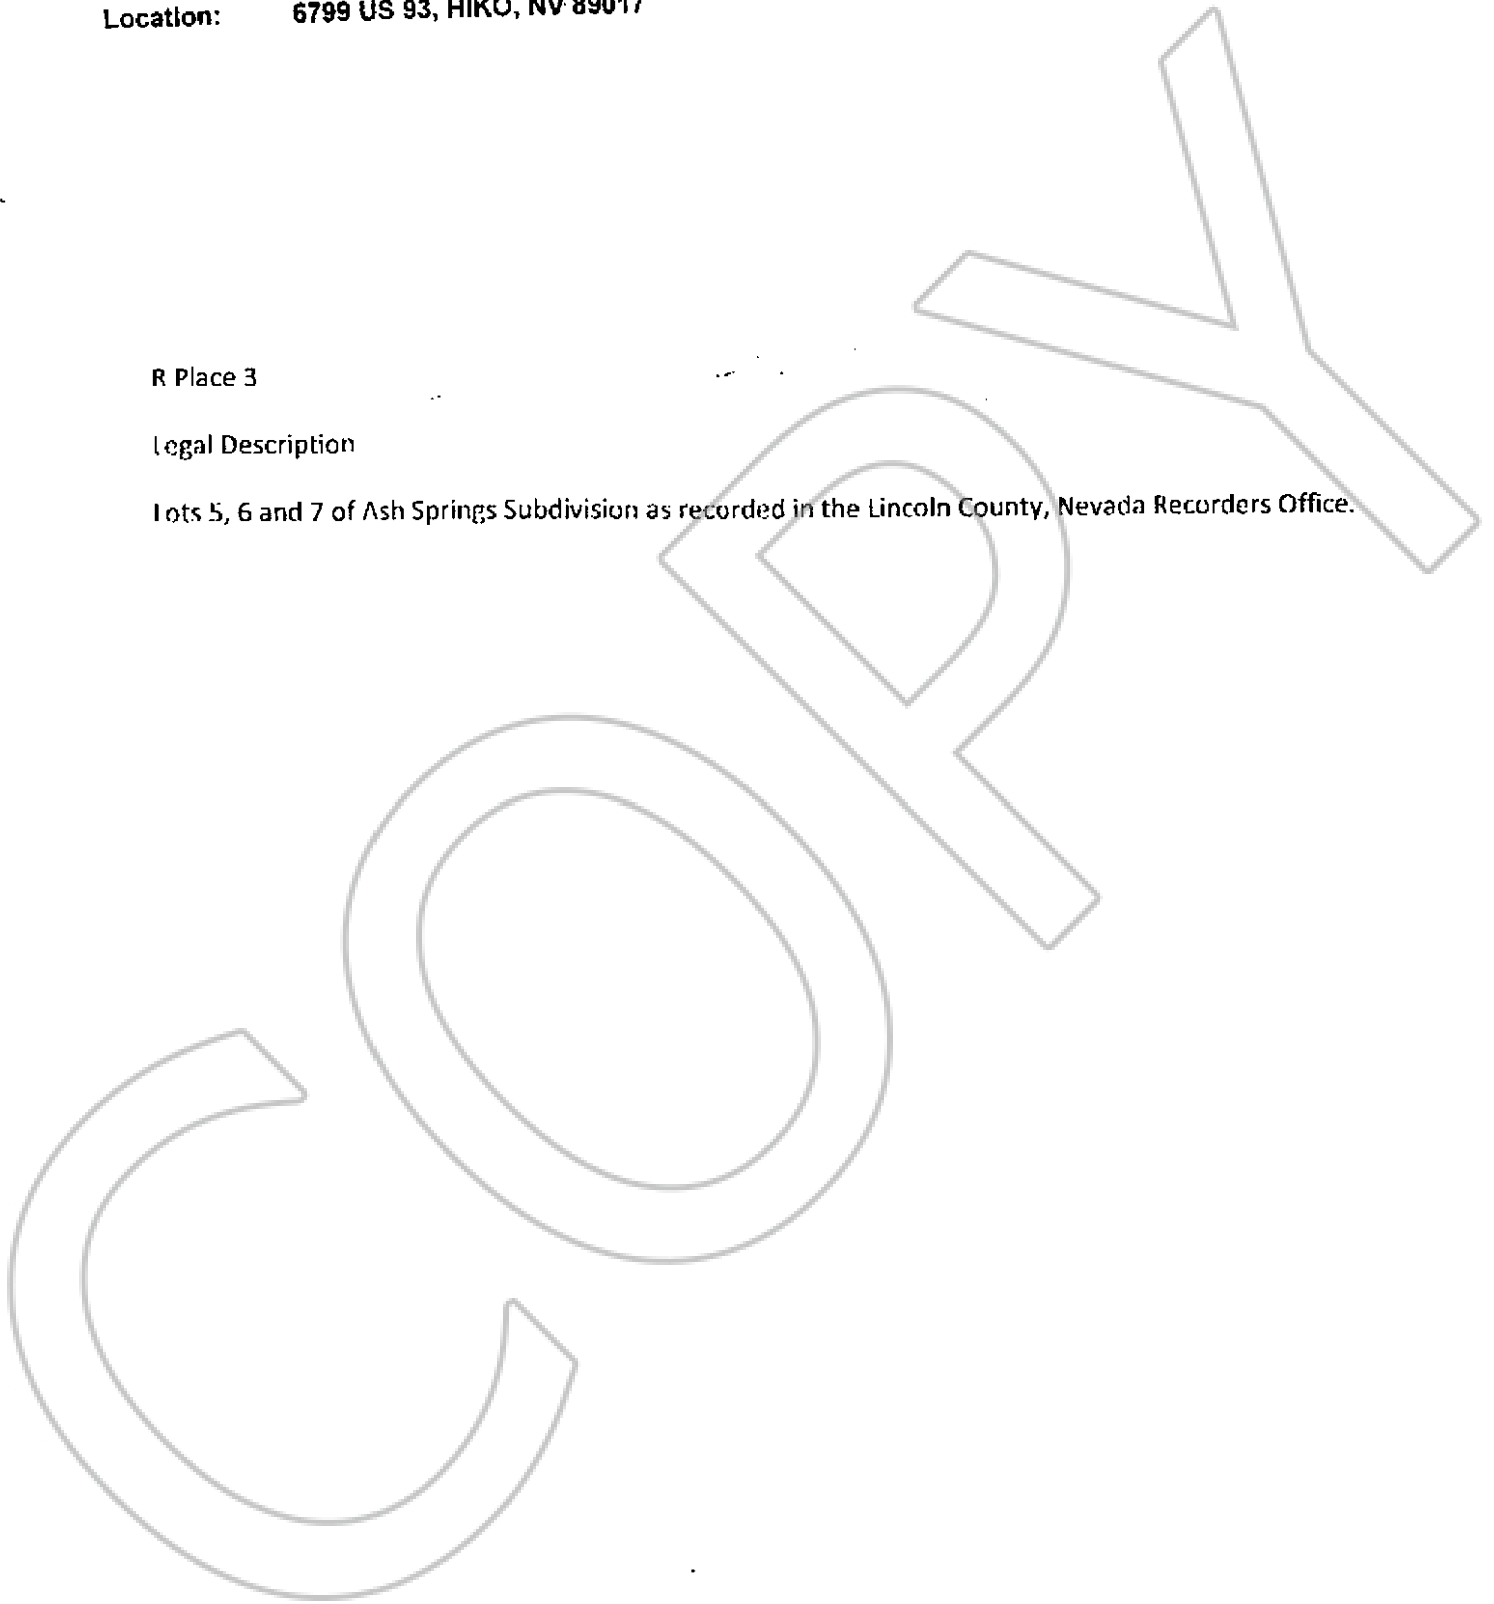 Location: 6799 US 93, HIKO, NV 89017
R Place 3
Legal Description
Lots 5, 6 and 7 of Ash Springs Subdivision as recorded in the Lincoln County, Nevada Recorders Office.
COPY